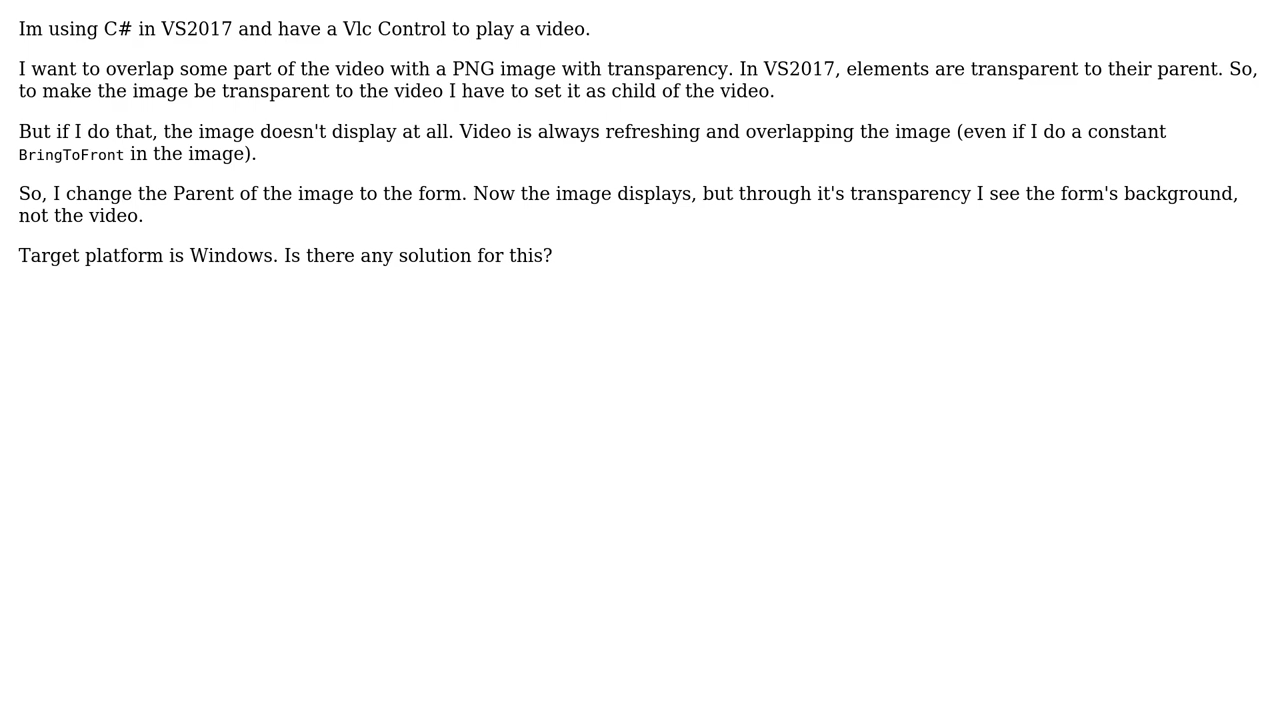 Im using C# in VS2017 and have a Vlc Control to play a video.
I want to overlap some part of the video with a PNG image with transparency. In VS2017, elements are transparent to their parent. So,
to make the image be transparent to the video I have to set it as child of the video.
But if I do that, the image doesn't display at all. Video is always refreshing and overlapping the image (even if I do a constant
BringToFront in the image).
So, I change the Parent of the image to the form. Now the image displays, but through it's transparency I see the form's background,
not the video.
Target platform is Windows. Is there any solution for this?